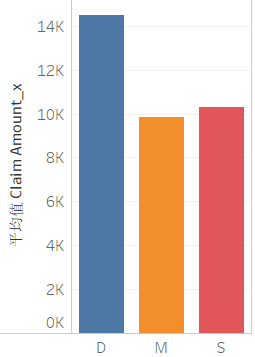 14K
12K
10K
8K
6K
4K
2K
0K
平均值 Claim Amount_x
D M S